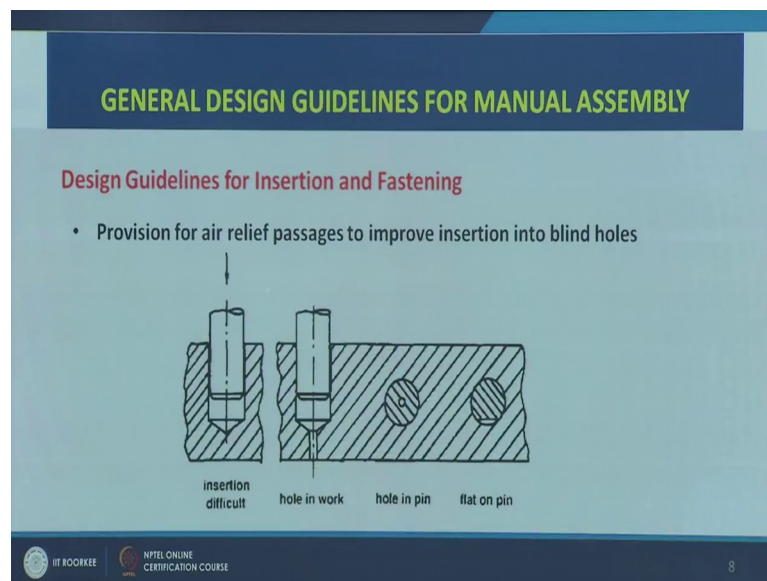 GENERAL DESIGN GUIDELINES FOR MANUAL ASSEMBLY
Design Guidelines for Insertion and Fastening
• Provision for air relief passages to improve insertion into blind holes
insertion
difficult
hole in work
hole in pin
flat on pin
IIT ROORKEE
NPTEL ONLINE
CERTIFICATION COURSE
8